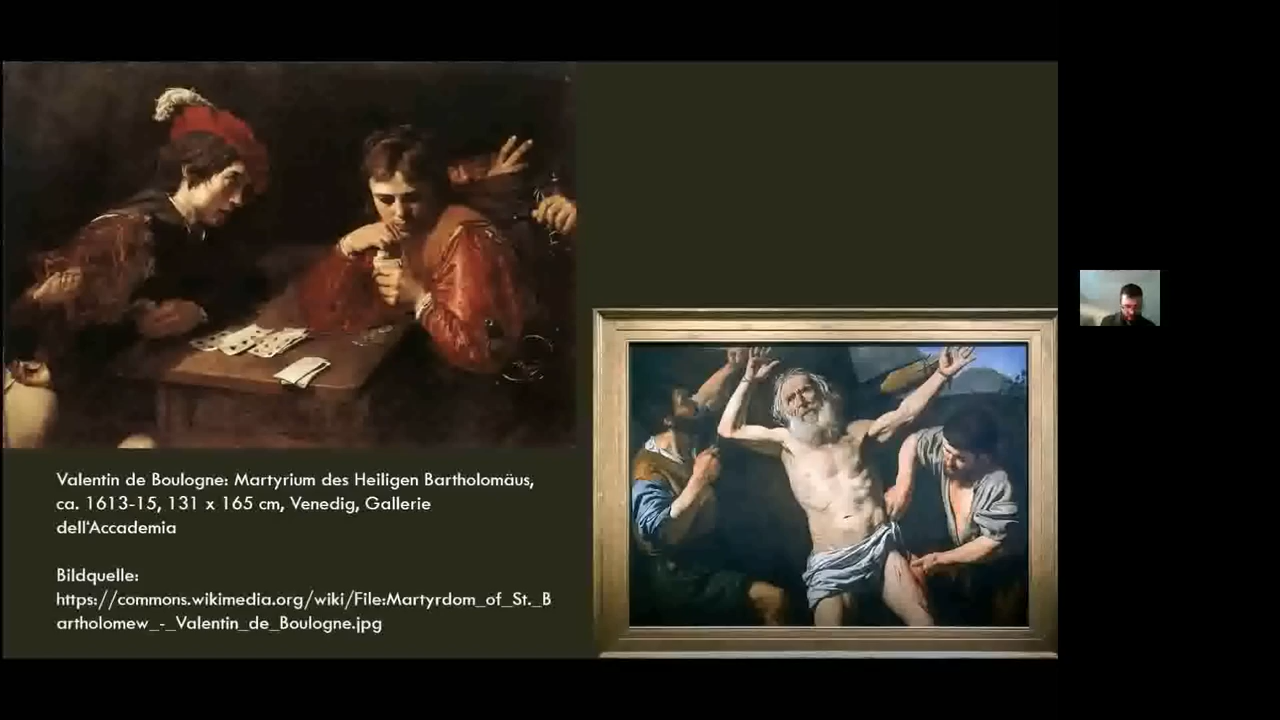 Valentin de Boulogne: Martyrium des Heiligen Bartholomäus,
ca. 1613-15, 131 x 165 cm, Venedig, Gallerie
dell'Accademia
Bildquelle:
https://commons.wikimedia.org/wiki/File:Martyrdom_of_St._B
artholomew_-_Valentin_de_Boulogne.jpg